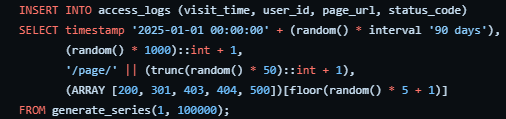 INSERT INTO access_logs (visit_time, user_id, page_url, status_code)
SELECT timestamp '2025-01-01 00:00:00' + (random() * interval '90 days'),
(random() * 1000)::int + 1,
'/page/' || (trunc(random() * 50)::int + 1),
(ARRAY [200, 301, 403, 404, 500])[floor(random() * 5 + 1)]
FROM generate_series(1, 100000);